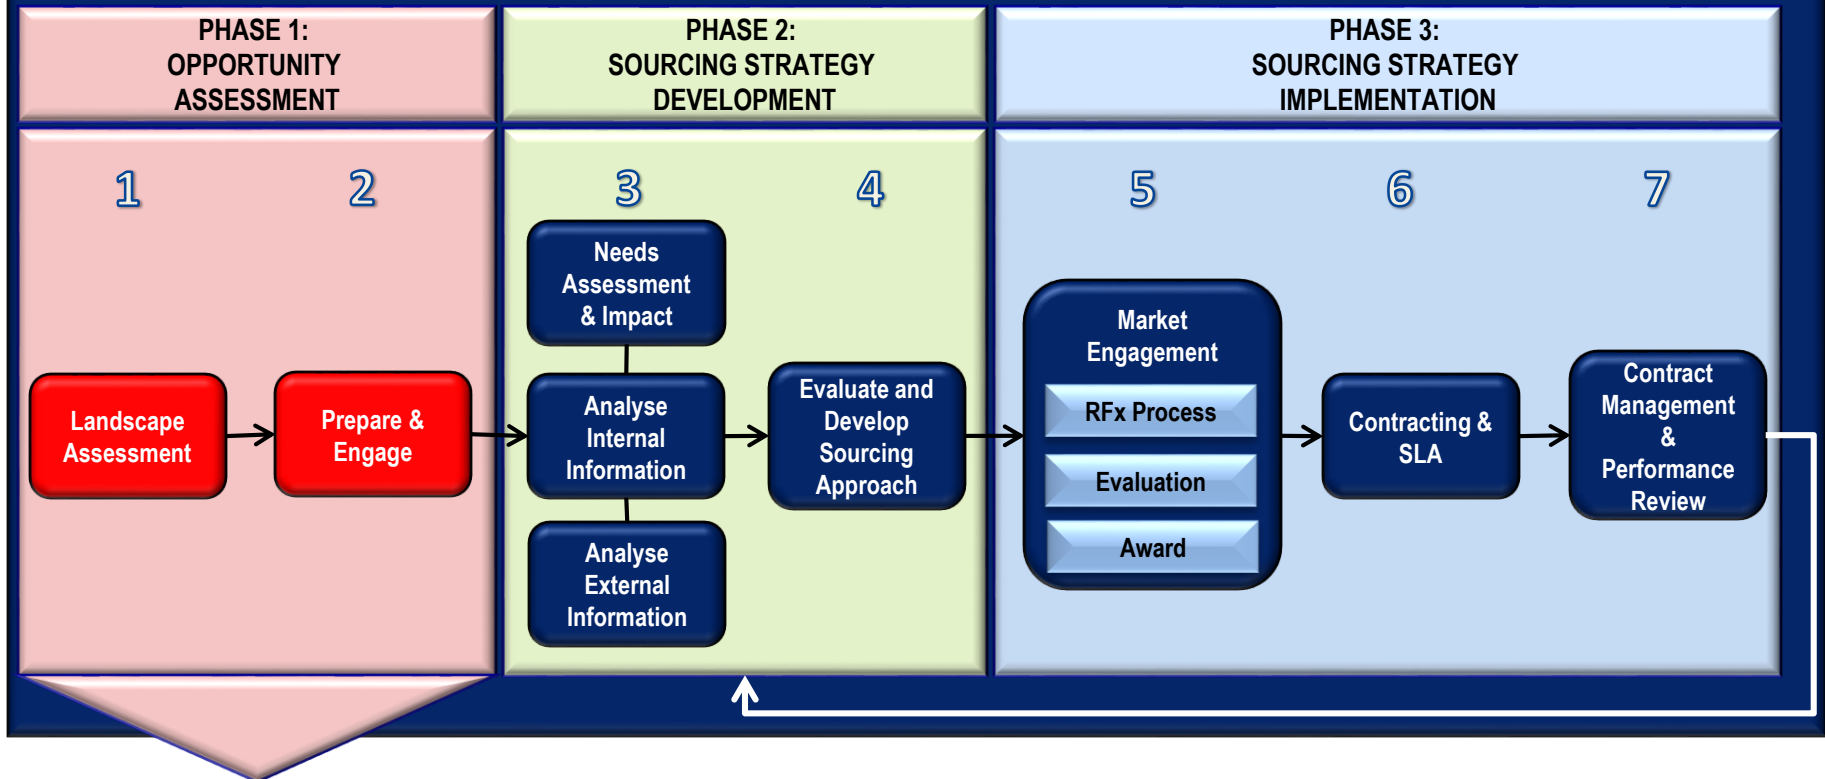 PHASE 1:
OPPORTUNITY
ASSESSMENT
PHASE 2:
SOURCING STRATEGY
DEVELOPMENT
PHASE 3:
SOURCING STRATEGY
IMPLEMENTATION
1
2
3
4
5
6
7
Landscape
Assessment
Prepare &
Engage
Needs
Assessment
& Impact
Analyse
Internal
Information
Analyse
External
Information
Evaluate and
Develop
Sourcing
Approach
Market
Engagement
RFx Process
Evaluation
Award
Contracting &
SLA
Contract
Management
&
Performance
Review